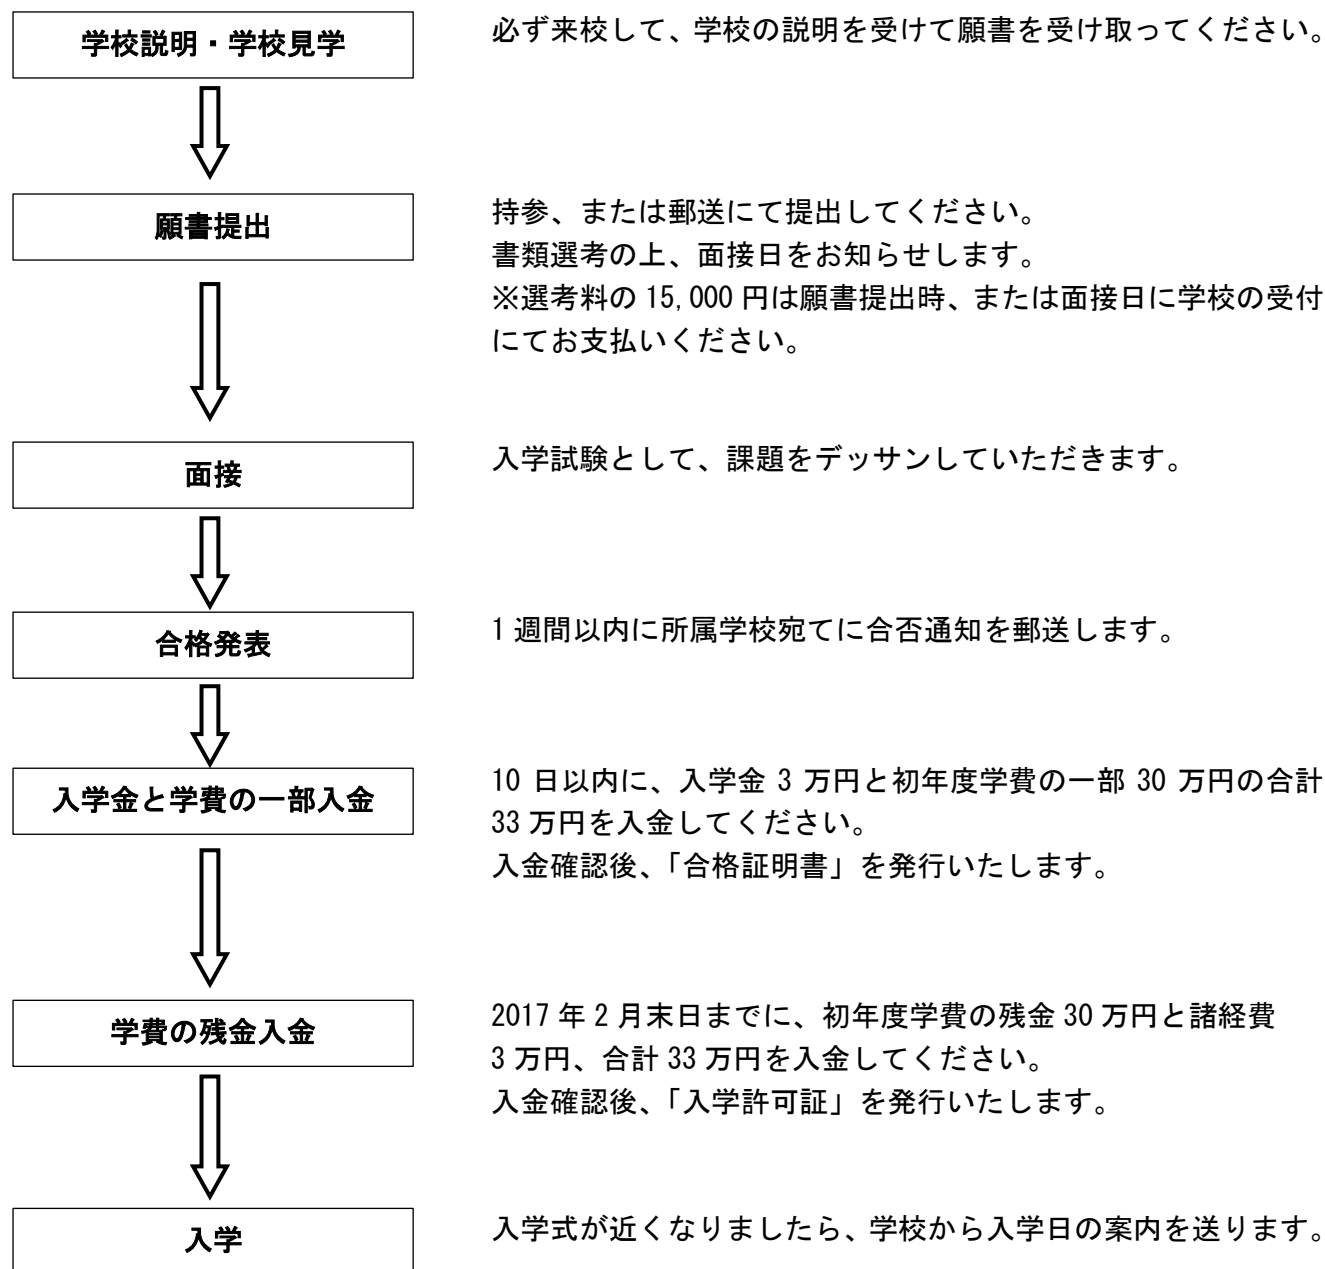 学校説明・学校見学
必ず来校して、学校の説明を受けて願書を受け取ってください。
願書提出
持参、または郵送にて提出してください。
書類選考の上、面接日をお知らせします。
※選考料の 15,000 円は願書提出時、または面接日に学校の受付
にてお支払いください。
面接
入学試験として、課題をデッサンしていただきます。
合格発表
1 週間以内に所属学校宛てに合否通知を郵送します。
入学金と学費の一部入金
10 日以内に、入学金 3 万円と初年度学費の一部 30 万円の合計
33 万円を入金してください。
入金確認後、「合格証明書」を発行いたします。
学費の残金入金
2017 年 2 月末日までに、初年度学費の残金 30 万円と諸経費
3 万円、合計 33 万円を入金してください。
入金確認後、「入学許可証」を発行いたします。
入学
入学式が近くなりましたら、学校から入学日の案内を送ります。